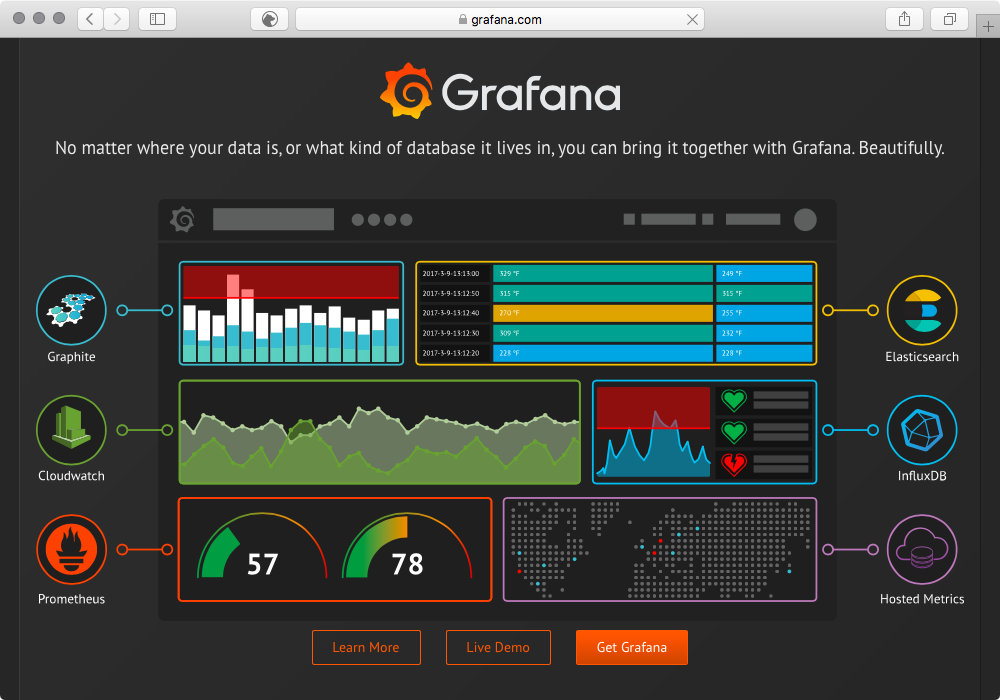 grafana.com
Grafana
No matter where your data is, or what kind of database it lives in, you can bring it together with Grafana. Beautifully.
Graphite
2017-3-9-13:13:00 329 °F 249 °F
2017-3-9-13:12:50 315 °F 315 °F
2017-3-9-13:12:40 270 °F 255 °F
2017-3-9-13:12:30 309 °F 232 °F
2017-3-9-13:12:20 228 °F 228 °F
Elasticsearch
Cloudwatch
InfluxDB
Prometheus
57
78
Hosted Metrics
Learn More
Live Demo
Get Grafana